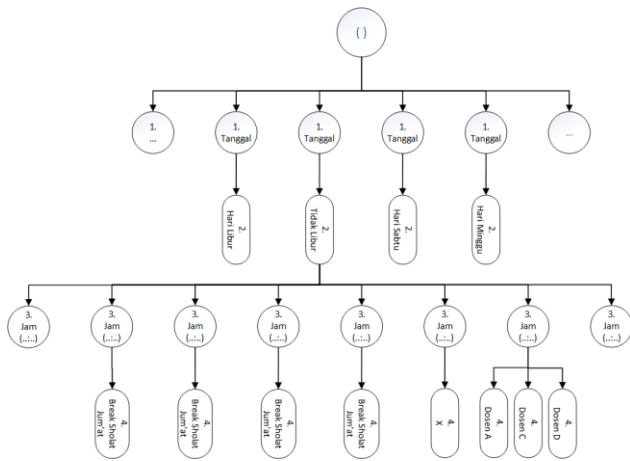 ( )
1.
...
1.
Tanggal
1.
Tanggal
1.
Tanggal
1.
Tanggal
...
2.
Hari Libur
2.
Tidak Libur
2.
Hari Sabtu
2.
Hari Minggu
3.
Jam
(..:..)
3.
Jam
(..:..)
3.
Jam
(..:..)
3.
Jam
(..:..)
3.
Jam
(..:..)
3.
Jam
(..:..)
3.
Jam
(..:..)
3.
Jam
(..:..)
4.
Break Sholat
Jum'at
4.
Break Sholat
Jum'at
4.
Break Sholat
Jum'at
4.
Break Sholat
Jum'at
4.
X
4.
Dosen A
4.
Dosen C
4.
Dosen D